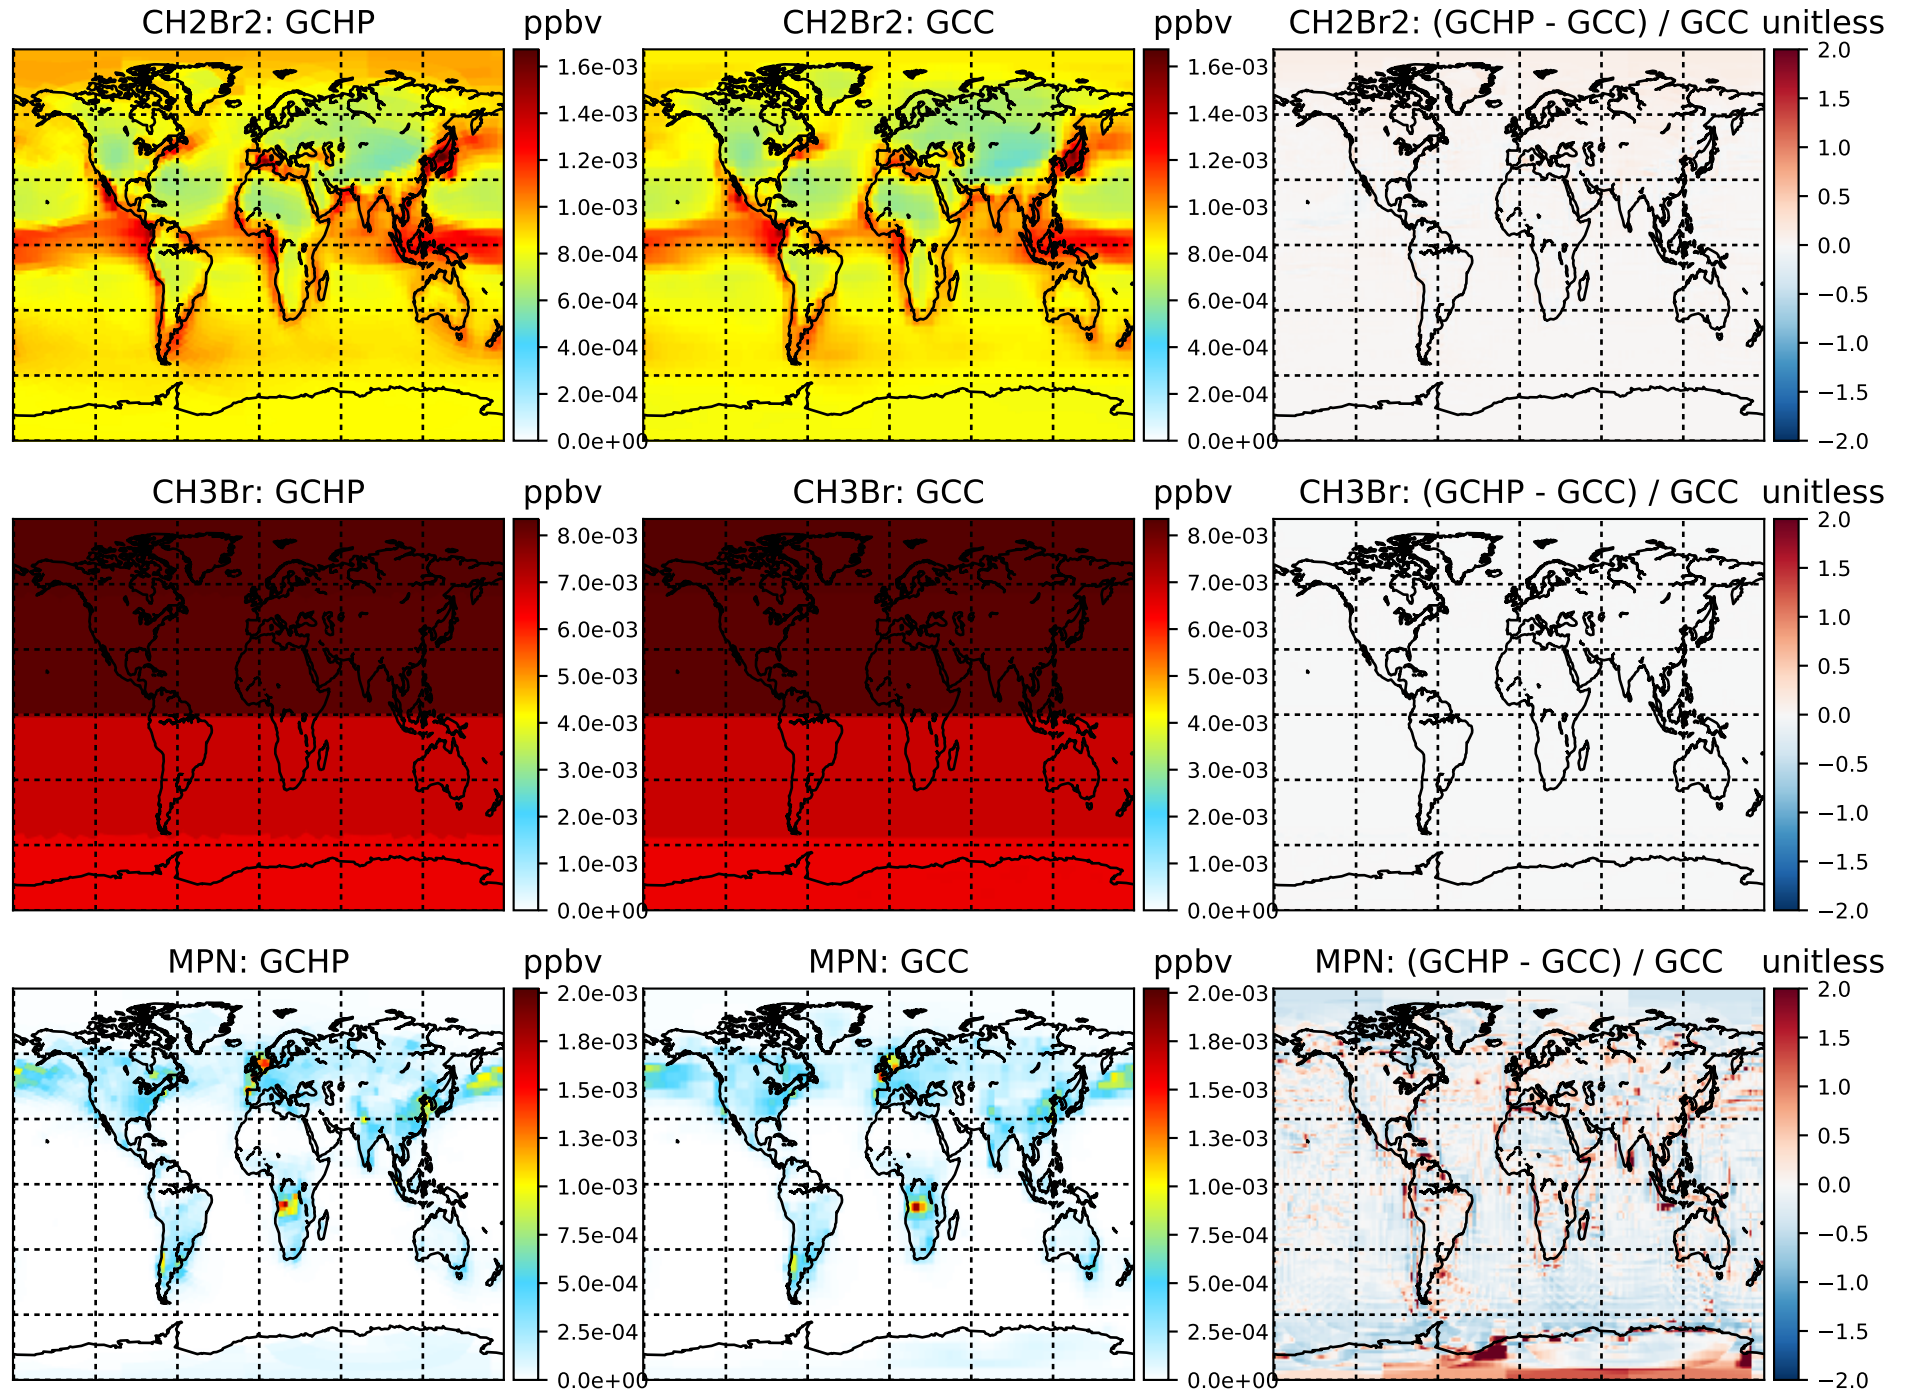 CH2Br2: GCHP
ppbv
CH2Br2: GCC
ppbv
CH2Br2: (GCHP - GCC) / GCC
unitless
1.6e-03
1.4e-03
1.2e-03
1.0e-03
8.0e-04
6.0e-04
4.0e-04
2.0e-04
0.0e+00
1.6e-03
1.4e-03
1.2e-03
1.0e-03
8.0e-04
6.0e-04
4.0e-04
2.0e-04
0.0e+00
2.0
1.5
1.0
0.5
0.0
−0.5
−1.0
−1.5
−2.0
CH3Br: GCHP
ppbv
CH3Br: GCC
ppbv
CH3Br: (GCHP - GCC) / GCC
unitless
8.0e-03
7.0e-03
6.0e-03
5.0e-03
4.0e-03
3.0e-03
2.0e-03
1.0e-03
0.0e+00
8.0e-03
7.0e-03
6.0e-03
5.0e-03
4.0e-03
3.0e-03
2.0e-03
1.0e-03
0.0e+00
2.0
1.5
1.0
0.5
0.0
−0.5
−1.0
−1.5
−2.0
MPN: GCHP
ppbv
MPN: GCC
ppbv
MPN: (GCHP - GCC) / GCC
unitless
2.0e-03
1.8e-03
1.5e-03
1.3e-03
1.0e-03
7.5e-04
5.0e-04
2.5e-04
0.0e+00
2.0e-03
1.8e-03
1.5e-03
1.3e-03
1.0e-03
7.5e-04
5.0e-04
2.5e-04
0.0e+00
2.0
1.5
1.0
0.5
0.0
−0.5
−1.0
−1.5
−2.0